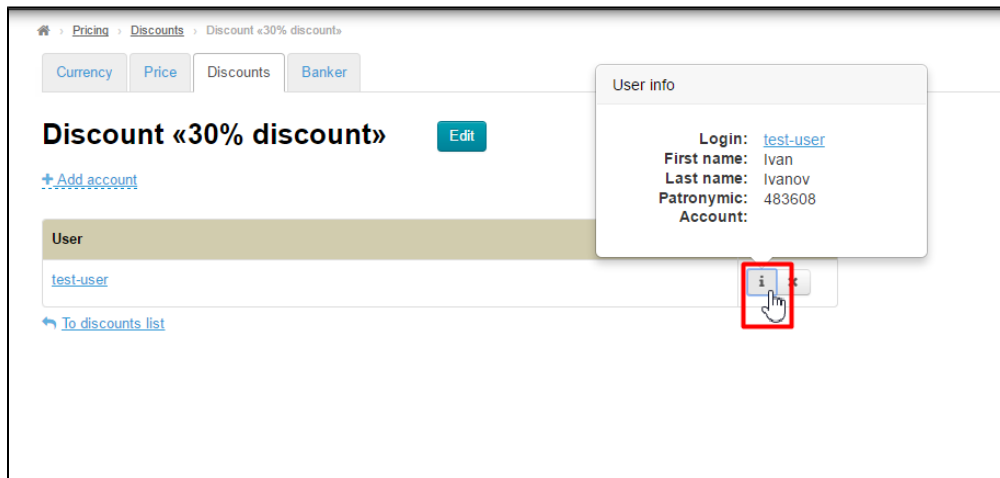 › Pricing › Discounts › Discount «30% discount»
Currency Price Discounts Banker
User info
Discount «30% discount» Edit
Login: test-user
First name: Ivan
Last name: Ivanov
Patronymic: 483608
Account:
+ Add account
User
test-user i x
To discounts list